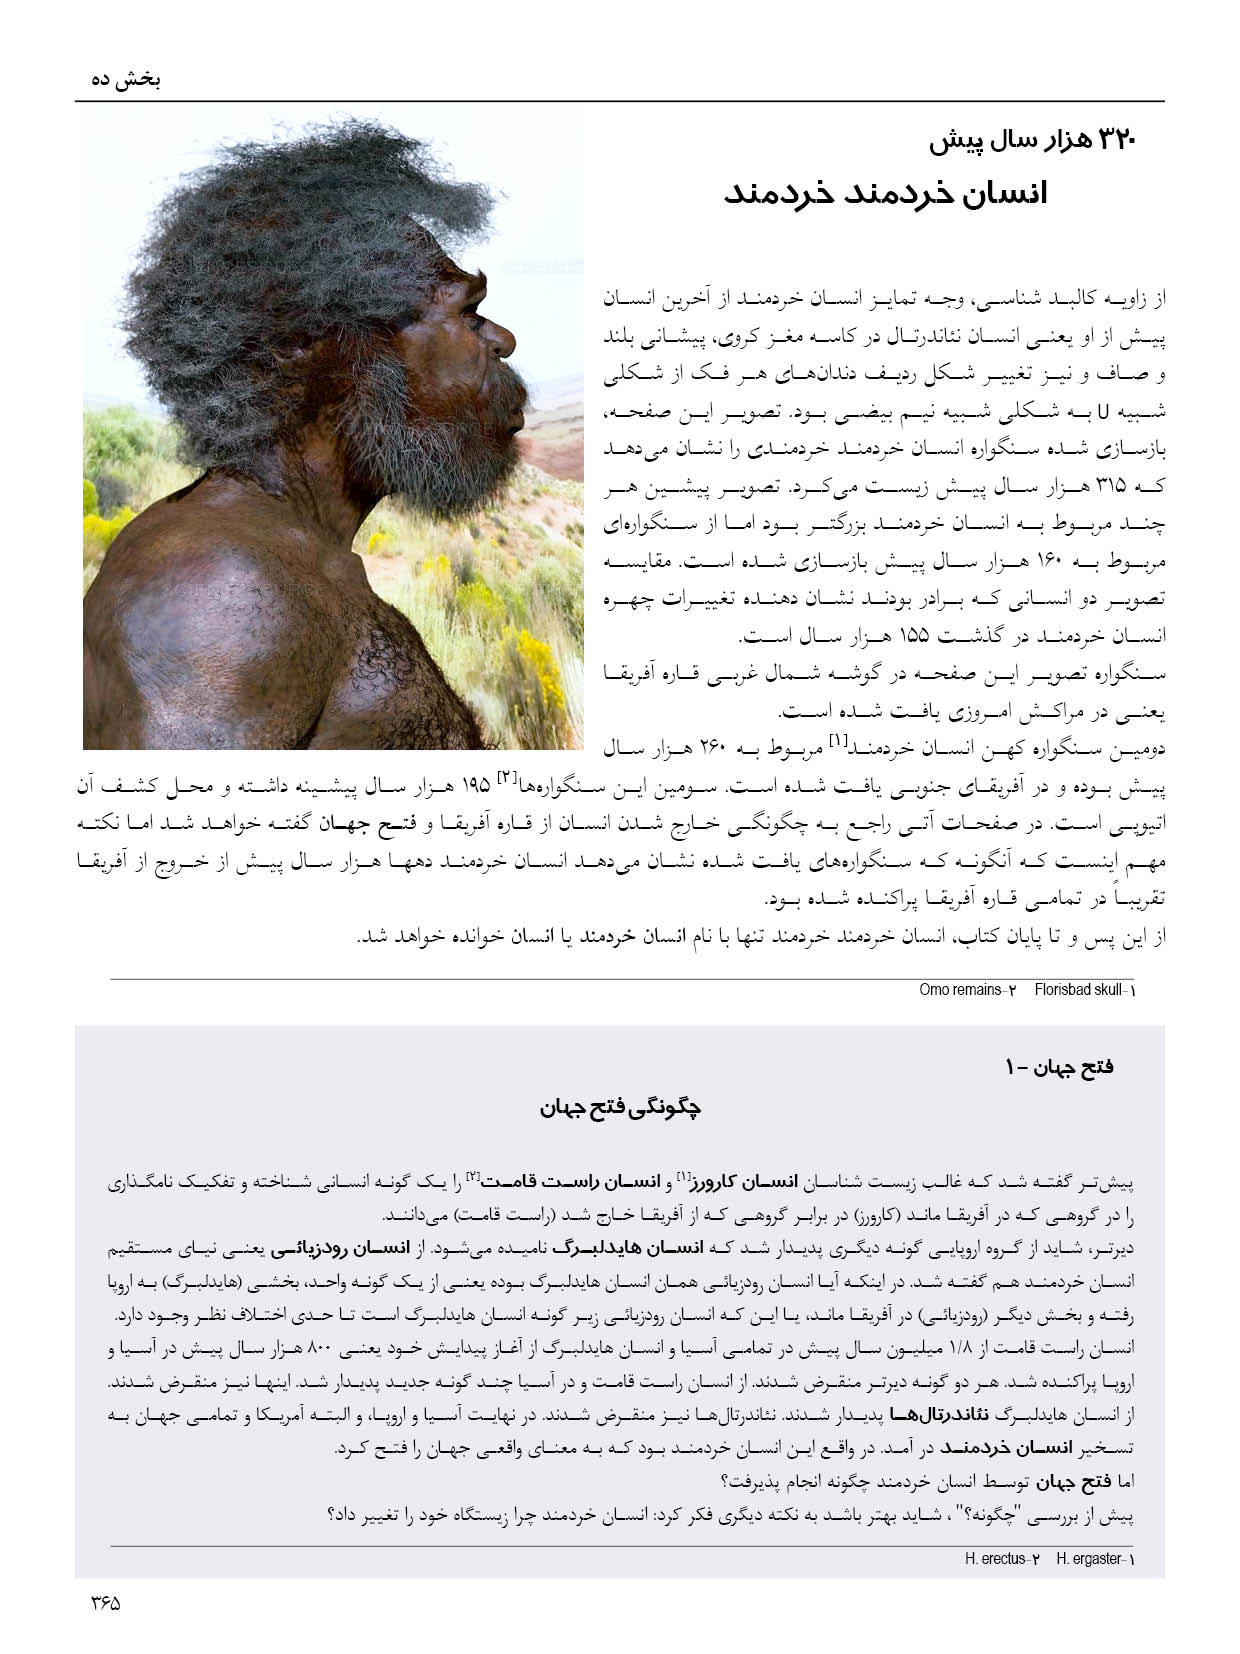 بخش ده
۳۲۰ هزار سال پیش
انسان خردمند خردمند
از زاویه کالبد شناسی، وجه تمایز انسان خردمند از آخرین انسان
پیش از او یعنی انسان نئاندرتال در کاسه مغز کروی، پیشانی بلند
و صاف و نیز تغییر شکل ردیف دندان‌های هر فک از شکلی
شبیه U به شکلی شبیه نیم بیضی بود. تصویر این صفحه،
بازسازی شده سنگواره انسان خردمند خردمندی را نشان می‌دهد
که ۳۱۵ هزار سال پیش زیست می‌کرد. تصویر پیشین هر
چند مربوط به انسان خردمند بزرگتر بود اما از سنگواره‌ای
مربوط به ۱۶۰ هزار سال پیش بازسازی شده است. مقایسه
تصویر دو انسانی که برادر بودند نشان دهنده تغییرات چهره
انسان خردمند در گذشت ۱۵۵ هزار سال است.
سنگواره تصویر این صفحه در گوشه شمال غربی قاره آفریقا
یعنی در مراکش امروزی یافت شده است.
دومین سنگواره کهن انسان خردمند[۱] مربوط به ۲۶۰ هزار سال
پیش بوده و در آفریقای جنوبی یافت شده است. سومین این سنگواره‌ها[۲] ۱۹۵ هزار سال پیشینه داشته و محل کشف آن
اتیوپی است. در صفحات آتی راجع به چگونگی خارج شدن انسان از قاره آفریقا و فتح جهان گفته خواهد شد اما نکته
مهم اینست که آنگونه که سنگواره‌های یافت شده نشان می‌دهد انسان خردمند دهها هزار سال پیش از خروج از آفریقا
تقریباً در تمامی قاره آفریقا پراکنده شده بود.
از این پس و تا پایان کتاب، انسان خردمند خردمند تنها با نام انسان خردمند یا انسان خوانده خواهد شد.
۱-Florisbad skull ۲-Omo remains
فتح جهان -۱
چگونگی فتح جهان
پیش‌تر گفته شد که غالب زیست شناسان انسان کارورز[۱] و انسان راست قامت[۲] را یک گونه انسانی شناخته و تفکیک نامگذاری
را در گروهی که در آفریقا ماند (کارورز) در برابر گروهی که از آفریقا خارج شد (راست قامت) می‌دانند.
دیرتر، شاید از گروه اروپایی گونه دیگری پدیدار شد که انسان هایدلبرگ نامیده می‌شود. از انسان رودزیائی یعنی نیای مستقیم
انسان خردمند هم گفته شد. در اینکه آیا انسان رودزیائی همان انسان هایدلبرگ بوده یعنی از یک گونه واحد، بخشی (هایدلبرگ) به اروپا
رفته و بخش دیگر (رودزیائی) در آفریقا ماند، یا این که انسان رودزیائی زیر گونه انسان هایدلبرگ است تا حدی اختلاف نظر وجود دارد.
انسان راست قامت از ۱/۸ میلیون سال پیش در تمامی آسیا و انسان هایدلبرگ از آغاز پیدایش خود یعنی ۸۰۰ هزار سال پیش در آسیا و
اروپا پراکنده شد. هر دو گونه دیرتر منقرض شدند. از انسان راست قامت و در آسیا چند گونه جدید پدیدار شد. اینها نیز منقرض شدند.
از انسان هایدلبرگ نئاندرتال‌ها پدیدار شدند. نئاندرتال‌ها نیز منقرض شدند. در نهایت آسیا و اروپا، و البته آمریکا و تمامی جهان به
تسخیر انسان خردمند در آمد. در واقع این انسان خردمند بود که به معنای واقعی جهان را فتح کرد.
اما فتح جهان توسط انسان خردمند چگونه انجام پذیرفت؟
پیش از بررسی "چگونه؟" ، شاید بهتر باشد به نکته دیگری فکر کرد: انسان خردمند چرا زیستگاه خود را تغییر داد؟
۱-H. ergaster ۲-H. erectus
۳۶۵